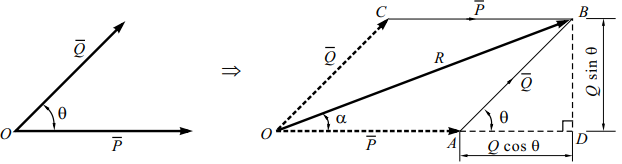 Q̅
θ
O
P̅
⇒
C
P̅
B
Q̅
R
Q̅
Q sin θ
α
θ
O
P̅
A
D
Q cos θ